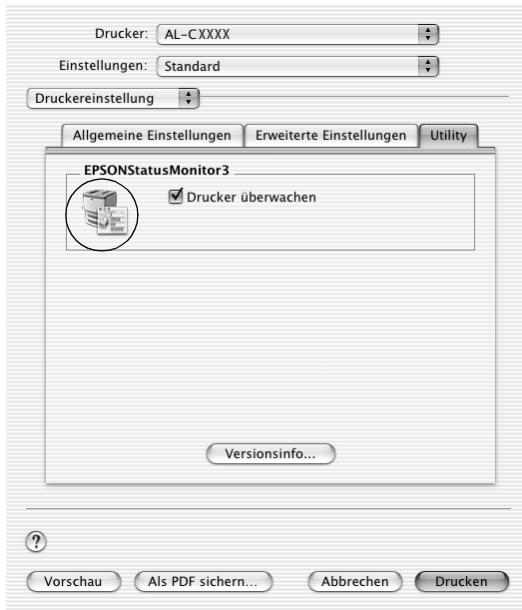 Drucker: AL-CXXXX
Einstellungen: Standard
Druckereinstellung
Allgemeine Einstellungen Erweiterte Einstellungen Utility
EPSONStatusMonitor3
Drucker überwachen
Versionsinfo...
?
Vorschau Als PDF sichern... Abbrechen Drucken